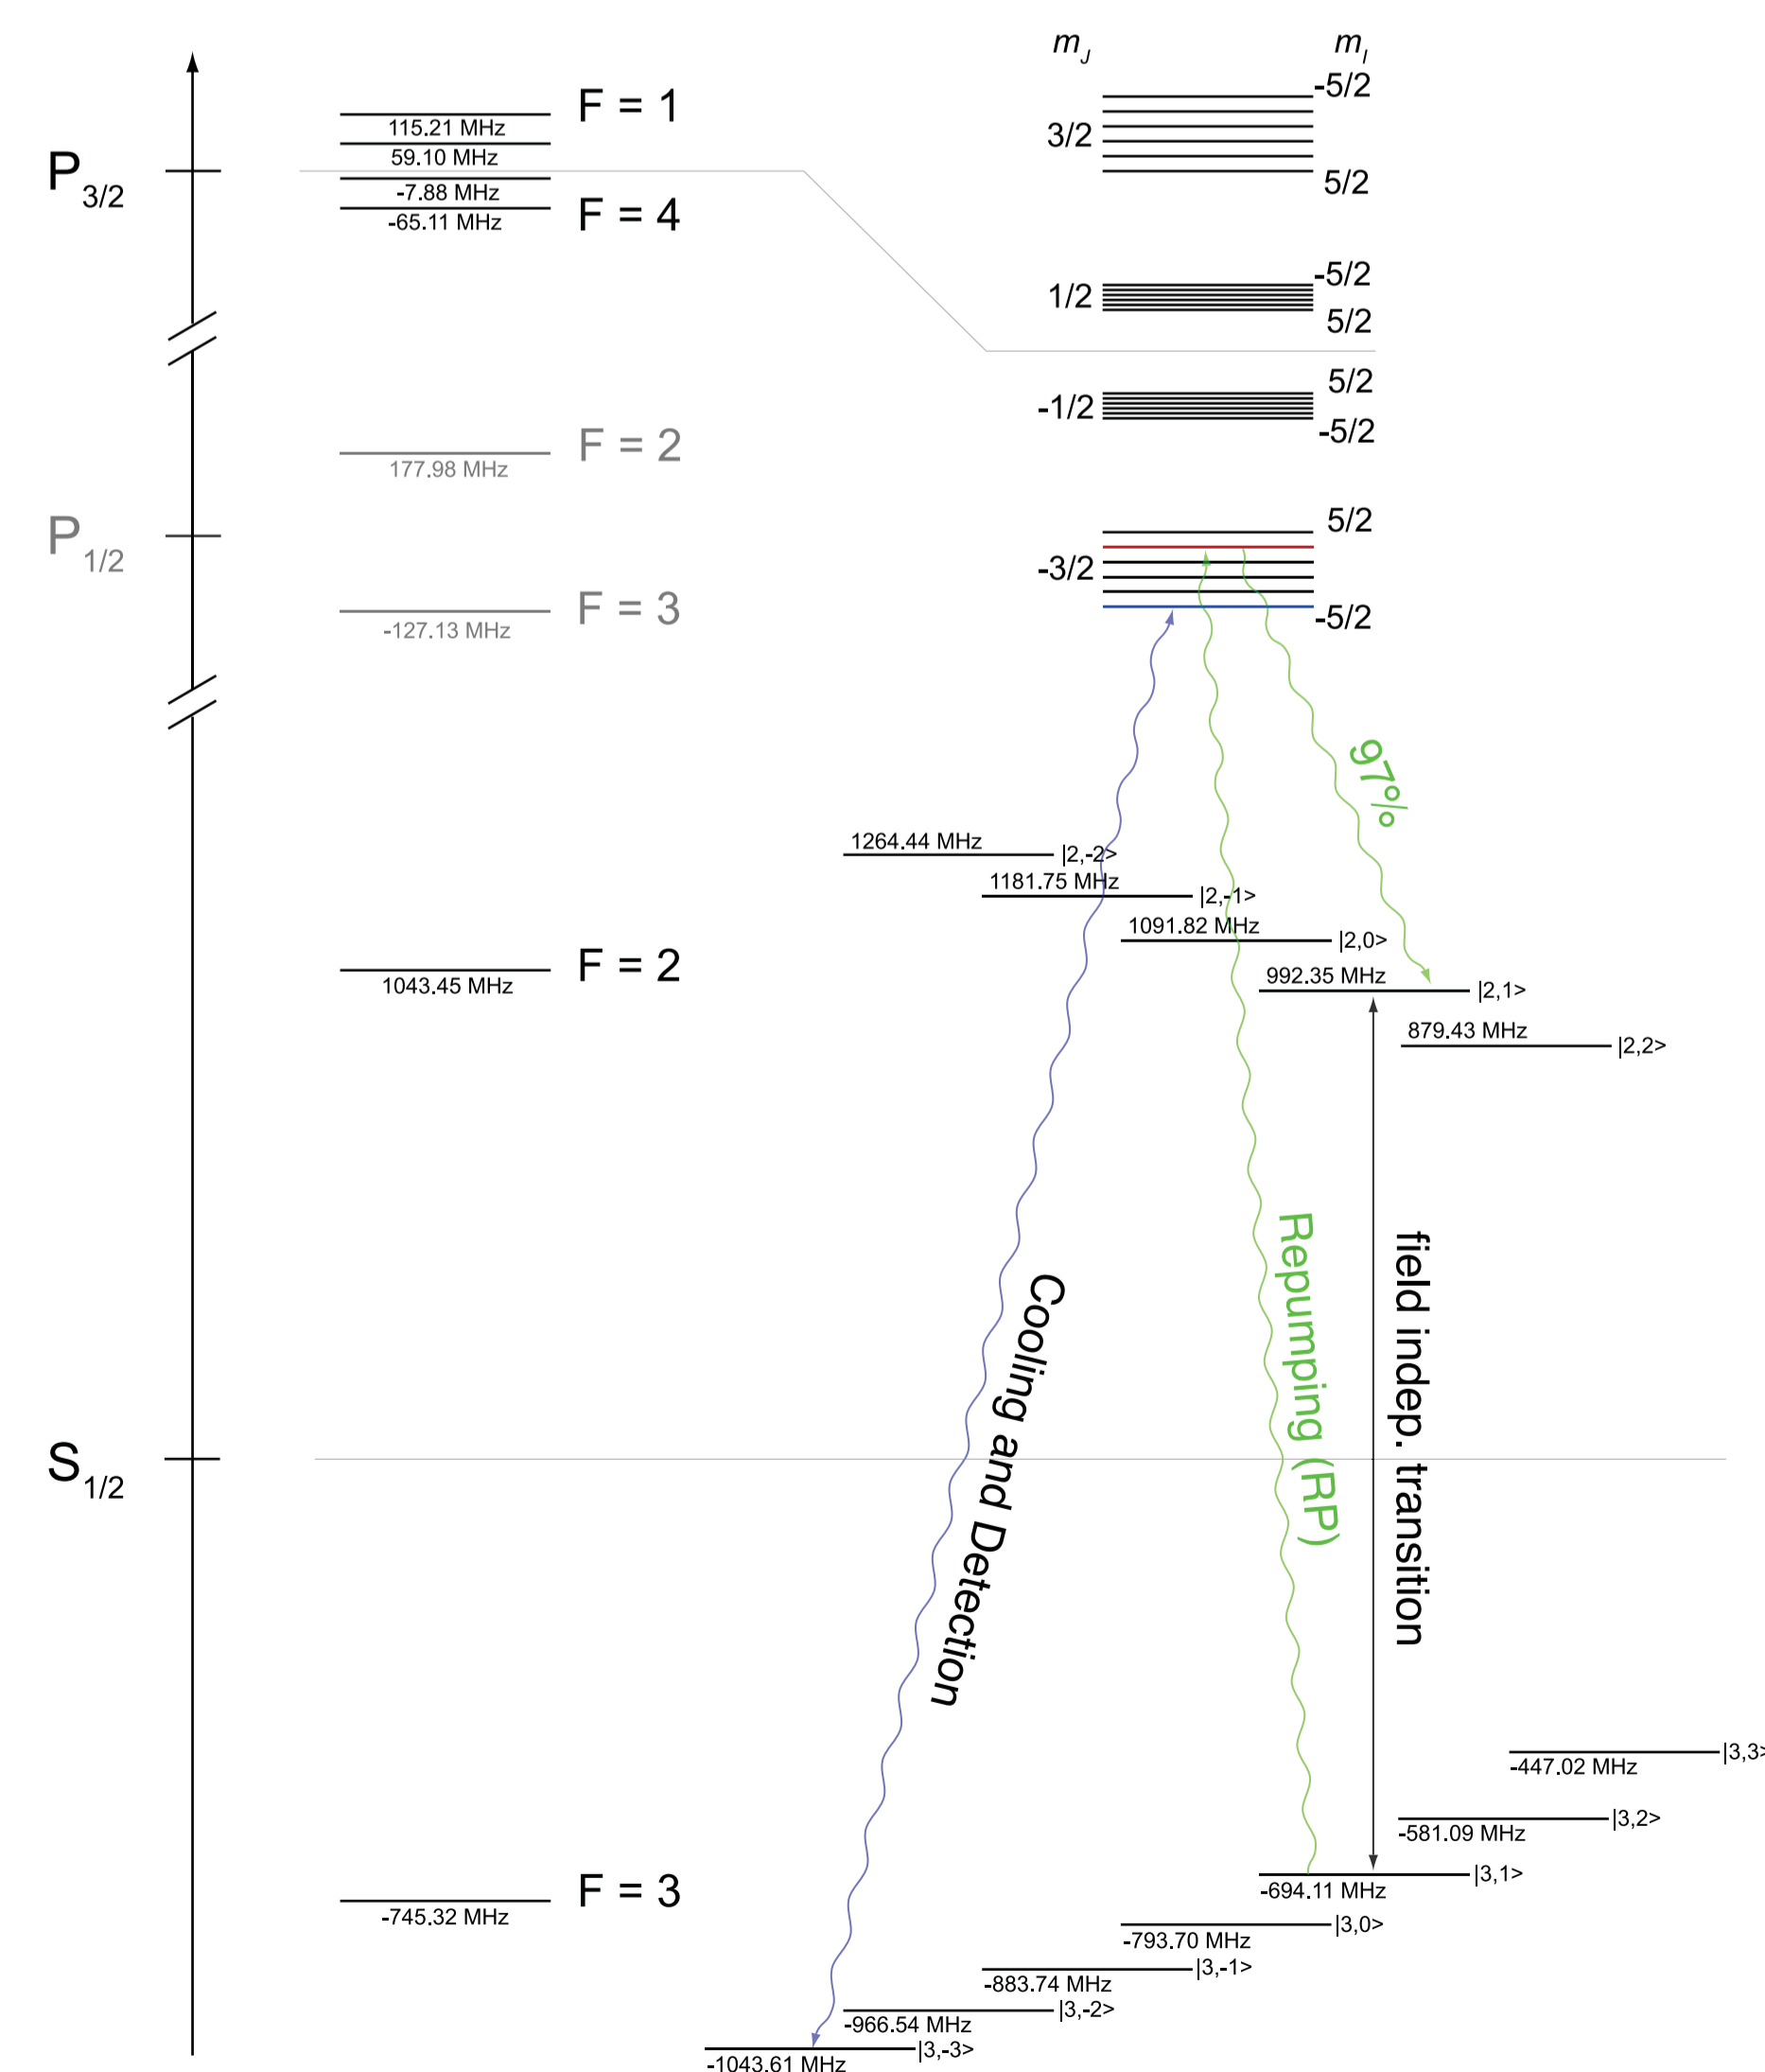 m_J
m_I
P_3/2
115.21 MHz
F = 1
59.10 MHz
-7.88 MHz
-65.11 MHz
F = 4
3/2
-5/2
5/2
1/2
-5/2
5/2
-1/2
5/2
-5/2
P_1/2
177.98 MHz
F = 2
-127.13 MHz
F = 3
-3/2
5/2
-5/2
97%
1264.44 MHz
|2,-2>
1181.75 MHz
|2,-1>
1091.82 MHz
|2,0>
992.35 MHz
|2,1>
879.43 MHz
|2,2>
1043.45 MHz
F = 2
Cooling and Detection
Repumping (RP)
field indep. transition
S_1/2
-447.02 MHz
|3,3>
-581.09 MHz
|3,2>
-694.11 MHz
|3,1>
-745.32 MHz
F = 3
-793.70 MHz
|3,0>
-883.74 MHz
|3,-1>
-966.54 MHz
|3,-2>
-1043.61 MHz
|3,-3>